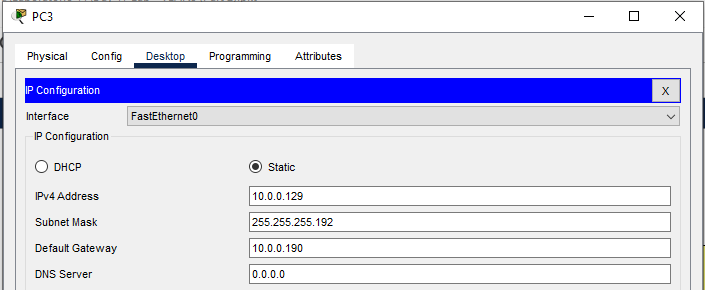 PC3
Physical Config Desktop Programming Attributes
IP Configuration X
Interface FastEthernet0
IP Configuration
DHCP Static
IPv4 Address 10.0.0.129
Subnet Mask 255.255.255.192
Default Gateway 10.0.0.190
DNS Server 0.0.0.0